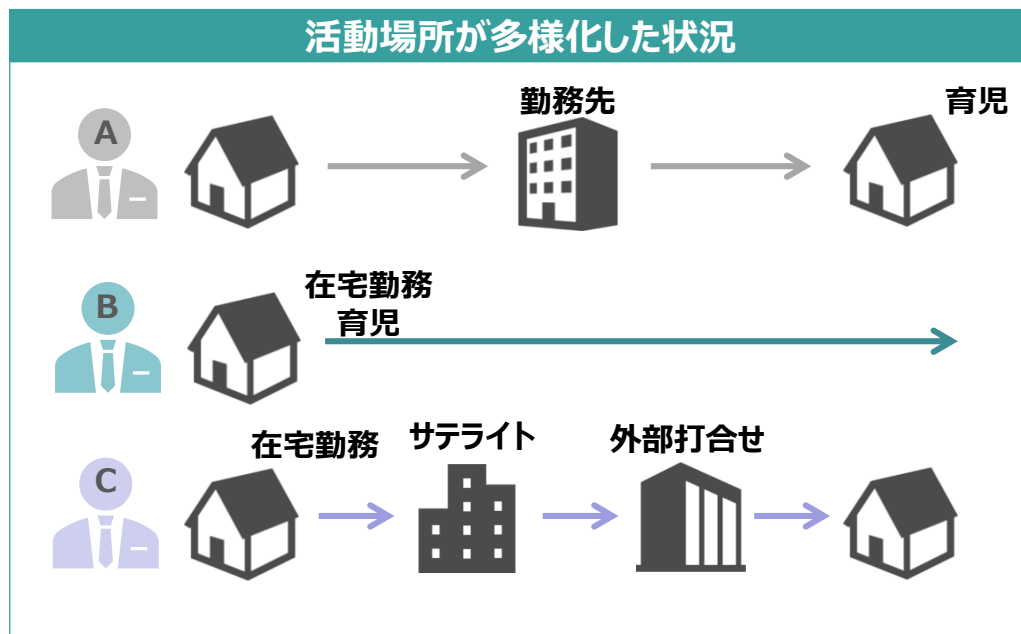 活動場所が多様化した状況
A
勤務先
育児
B
在宅勤務
育児
C
在宅勤務
サテライト
外部打合せ